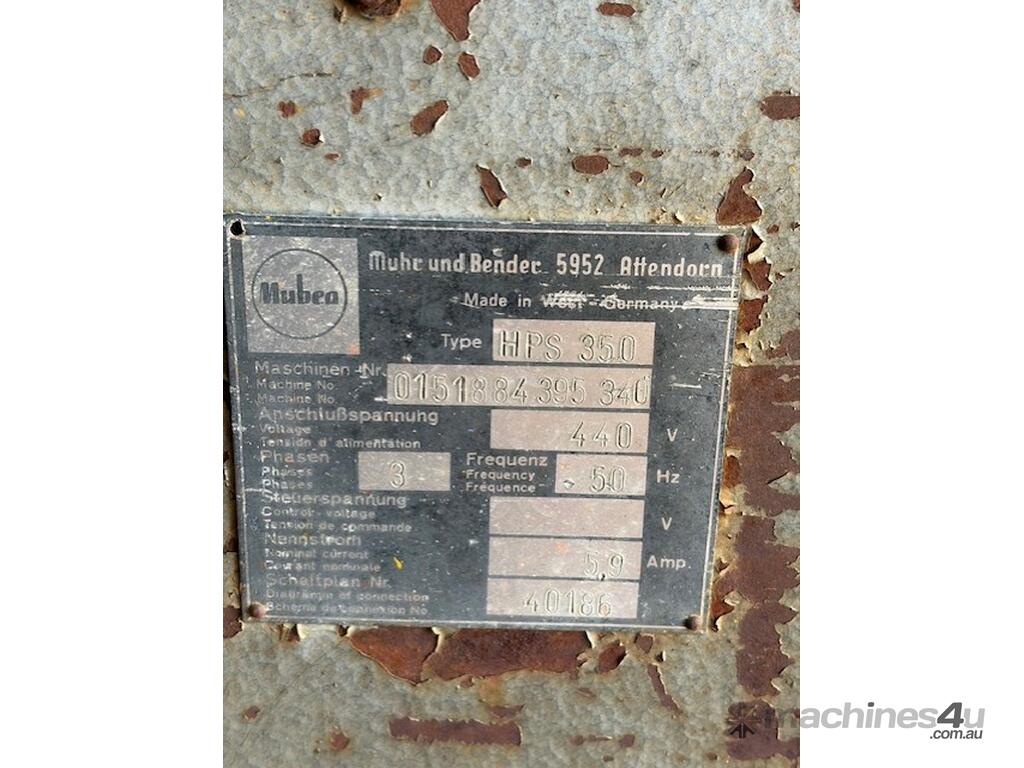 Mubea
Muhr und Bender 5952 Attendorn
Made in West-Germany
Type HPS 350
Maschinen-Nr. 0151884 395 340
Machine No.
Machine No.
Anschlußspannung 440 V
Voltage
Tension d'alimentation
Phasen 3 Frequenz 50 Hz
Phases Frequency
Phases Fréquence
Steuerspannung V
Control-voltage
Tension de commande
Nennstrom 5,9 Amp.
Nominal current
Courant nominale
Schaltplan Nr. 40186
Diagramm of connection
Schema de connexion No
machines4u
.com.au